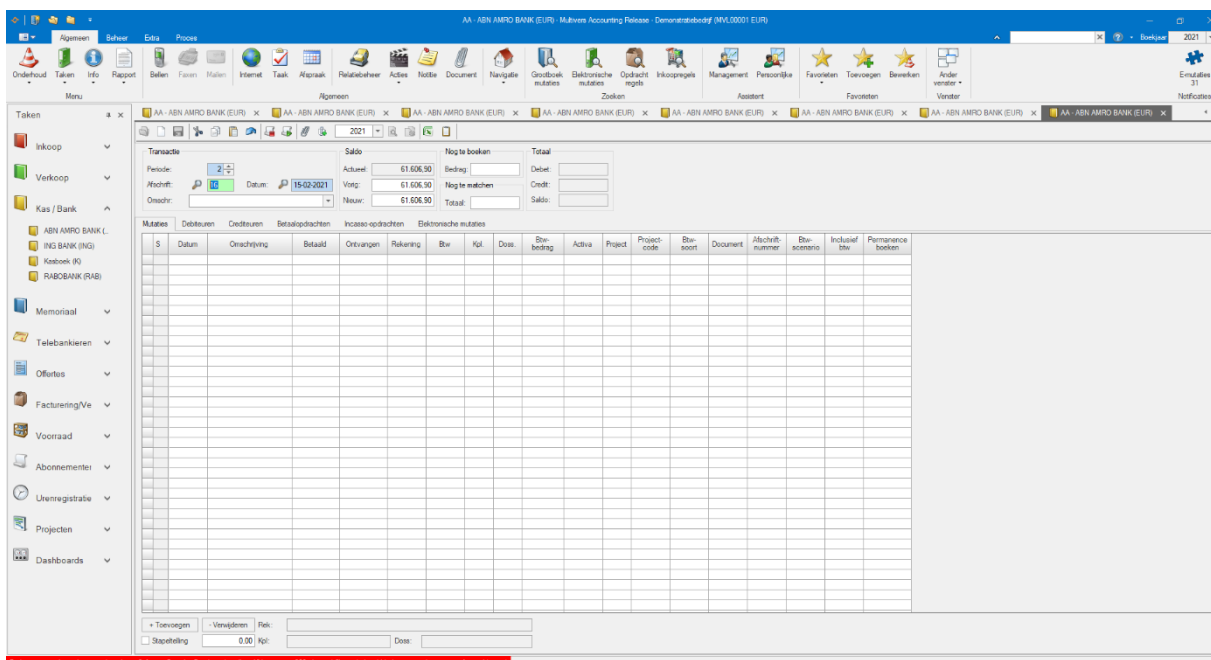 AA - ABN AMRO BANK (EUR) - Multivers Accounting Release - Demonstratiebedrijf (MVL00001 EUR)
Algemeen Beheer Extra Proces
Boekjaar 2021
Onderhoud Taken Info Rapport
Bellen Faxen Mailen Internet Taak Afspraak Relatiebeheer Acties Notitie Document Navigatie
Grootboek mutaties Elektronische mutaties Opdracht regels Inkoopregels
Management Persoonlijke
Favorieten Toevoegen Bewerken
Ander venster
E-mutaties 31
Menu Algemeen Zoeken Assistent Favorieten Venster Notificaties
Taken
AA - ABN AMRO BANK (EUR) x AA - ABN AMRO BANK (EUR) x AA - ABN AMRO BANK (EUR) x AA - ABN AMRO BANK (EUR) x AA - ABN AMRO BANK (EUR) x AA - ABN AMRO BANK (EUR) x AA - ABN AMRO BANK (EUR) x AA - ABN AMRO BANK (EUR) x
2021
Inkoop
Verkoop
Kas / Bank
ABN AMRO BANK (..
ING BANK (ING)
Kasboek (K)
RABOBANK (RAB)
Memoriaal
Telebankieren
Offertes
Facturering/Ve
Voorraad
Abonnementer
Urenregistratie
Projecten
Dashboards
Transactie Saldo Nog te boeken Totaal
Periode: 2 Actueel: 61.606,90 Bedrag: Debet:
Afschrift: 16 Datum: 15-02-2021 Vorig: 61.606,90 Nog te matchen Credit:
Omschr: Nieuw: 61.606,90 Totaal: Saldo:
Mutaties Debiteuren Crediteuren Betaalopdrachten Incasso-opdrachten Elektronische mutaties
S Datum Omschrijving Betaald Ontvangen Rekening Btw Kpl. Doss. Btw-bedrag Activa Project Project-code Btw-soort Document Afschrift-nummer Btw-scenario Inclusief btw Permanence boeken
+ Toevoegen - Verwijderen Rek:
Stapeltelling 0,00 Kpl: Doss: